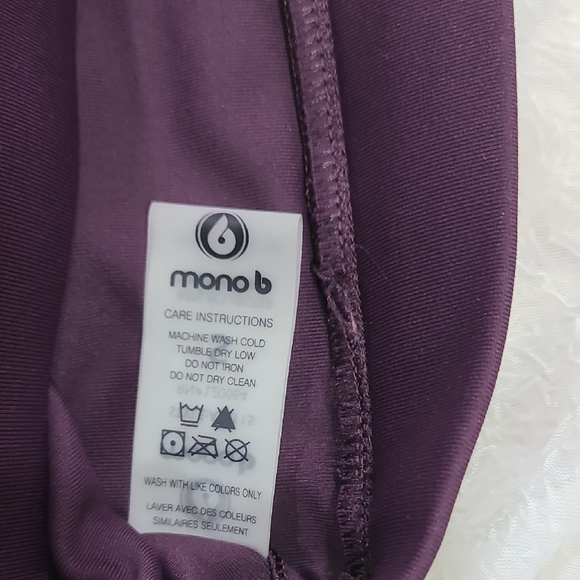 mono b
CARE INSTRUCTIONS
MACHINE WASH COLD
TUMBLE DRY LOW
DO NOT IRON
DO NOT DRY CLEAN
WASH WITH LIKE COLORS ONLY
LAVER AVEC DES COULEURS
SIMILAIRES SEULEMENT